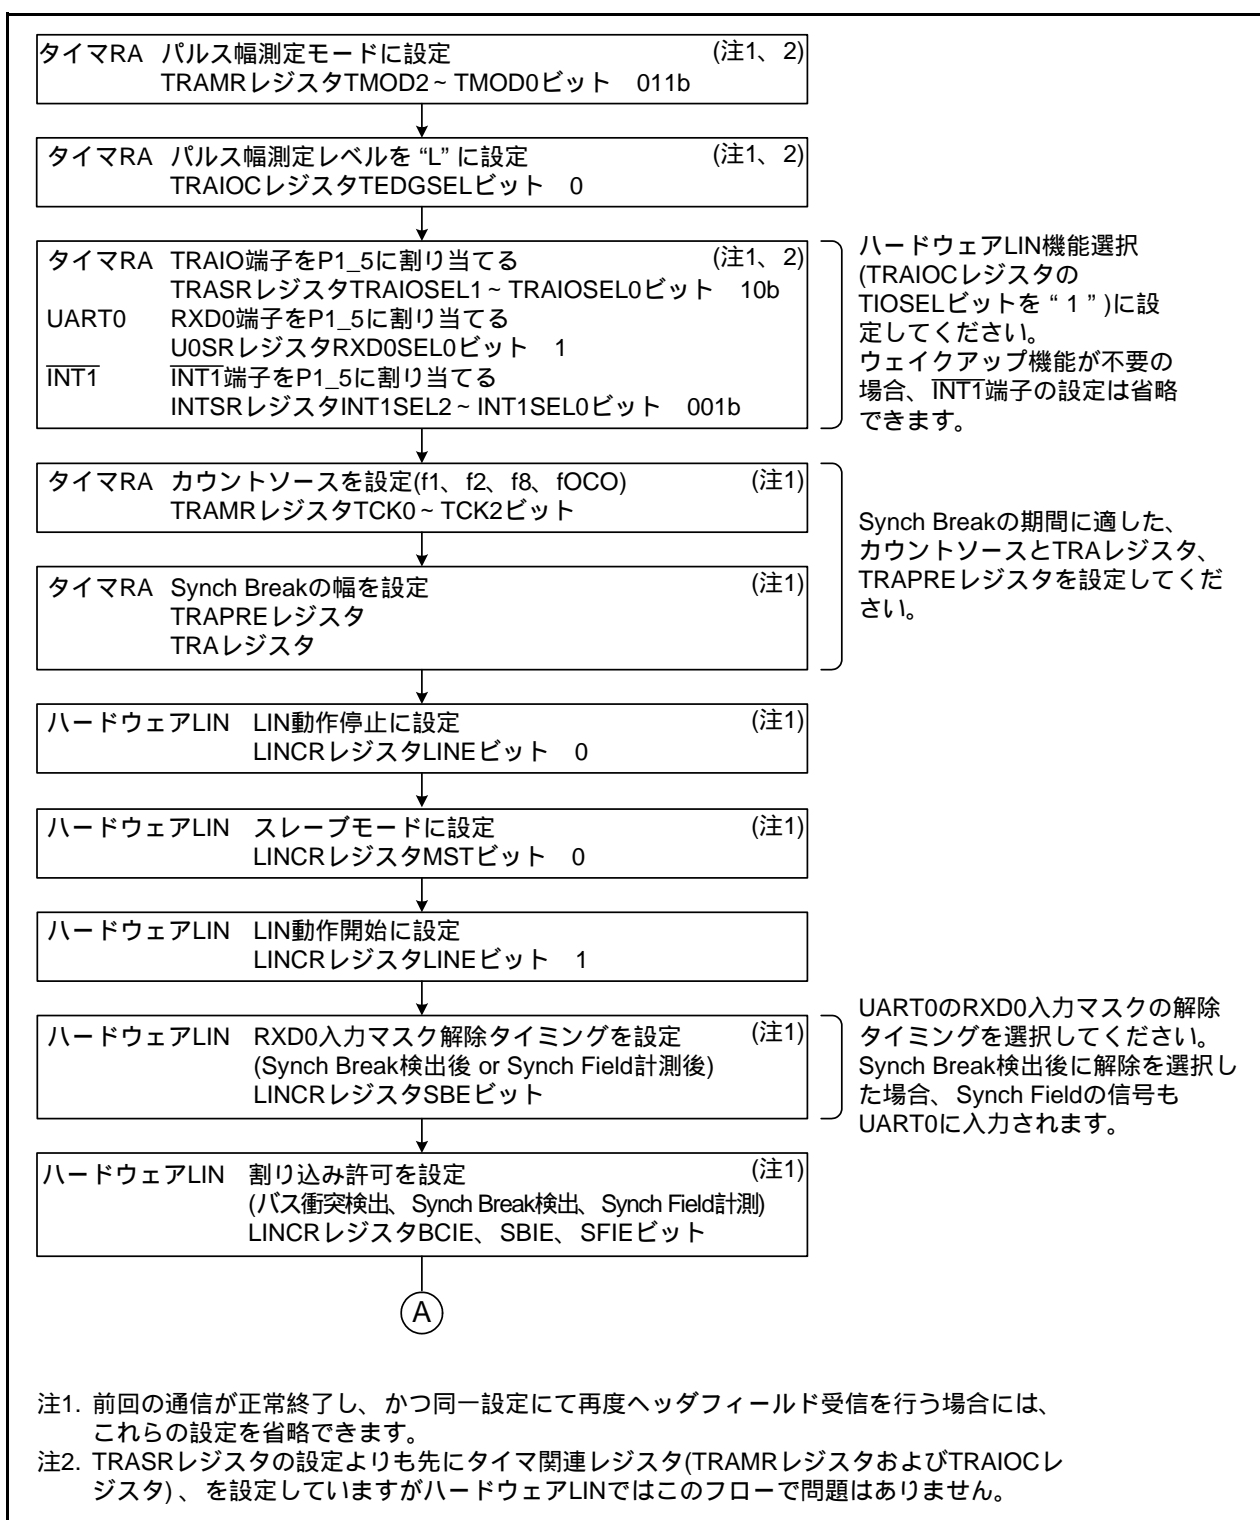 タイマRA パルス幅測定モードに設定 (注1、2)
TRAMRレジスタTMOD2~TMOD0ビット 011b
タイマRA パルス幅測定レベルを “L” に設定 (注1、2)
TRAIOCレジスタTEDGSELビット 0
タイマRA TRAIO端子をP1_5に割り当てる (注1、2)
TRASRレジスタTRAIOSEL1~TRAIOSEL0ビット 10b
UART0 RXD0端子をP1_5に割り当てる
U0SRレジスタRXD0SEL0ビット 1
INT1 INT1端子をP1_5に割り当てる
INTSRレジスタINT1SEL2~INT1SEL0ビット 001b
ハードウェアLIN機能選択
(TRAIOCレジスタの
TIOSELビットを “ 1 ” )に設
定してください。
ウェイクアップ機能が不要の
場合、INT1端子の設定は省略
できます。
タイマRA カウントソースを設定(f1、f2、f8、fOCO) (注1)
TRAMRレジスタTCK0~TCK2ビット
タイマRA Synch Breakの幅を設定 (注1)
TRAPREレジスタ
TRAレジスタ
Synch Breakの期間に適した、
カウントソースとTRAレジスタ、
TRAPREレジスタを設定してくだ
さい。
ハードウェアLIN LIN動作停止に設定 (注1)
LINCRレジスタLINEビット 0
ハードウェアLIN スレーブモードに設定 (注1)
LINCRレジスタMSTビット 0
ハードウェアLIN LIN動作開始に設定
LINCRレジスタLINEビット 1
ハードウェアLIN RXD0入力マスク解除タイミングを設定 (注1)
(Synch Break検出後 or Synch Field計測後)
LINCRレジスタSBEビット
UART0のRXD0入力マスクの解除
タイミングを選択してください。
Synch Break検出後に解除を選択し
た場合、Synch Fieldの信号も
UART0に入力されます。
ハードウェアLIN 割り込み許可を設定 (注1)
(バス衝突検出、Synch Break検出、Synch Field計測)
LINCRレジスタBCIE、SBIE、SFIEビット
A
注1. 前回の通信が正常終了し、かつ同一設定にて再度ヘッダフィールド受信を行う場合には、
これらの設定を省略できます。
注2. TRASRレジスタの設定よりも先にタイマ関連レジスタ(TRAMRレジスタおよびTRAIOCレ
ジスタ) 、を設定していますがハードウェアLINではこのフローで問題はありません。